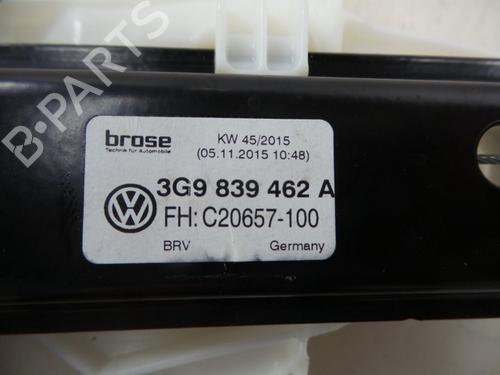 B-PARTS
brose
Technik für Automobile
KW 45/2015
(05.11.2015 10:48)
3G9 839 462 A
FH: C20657-100
BRV
Germany